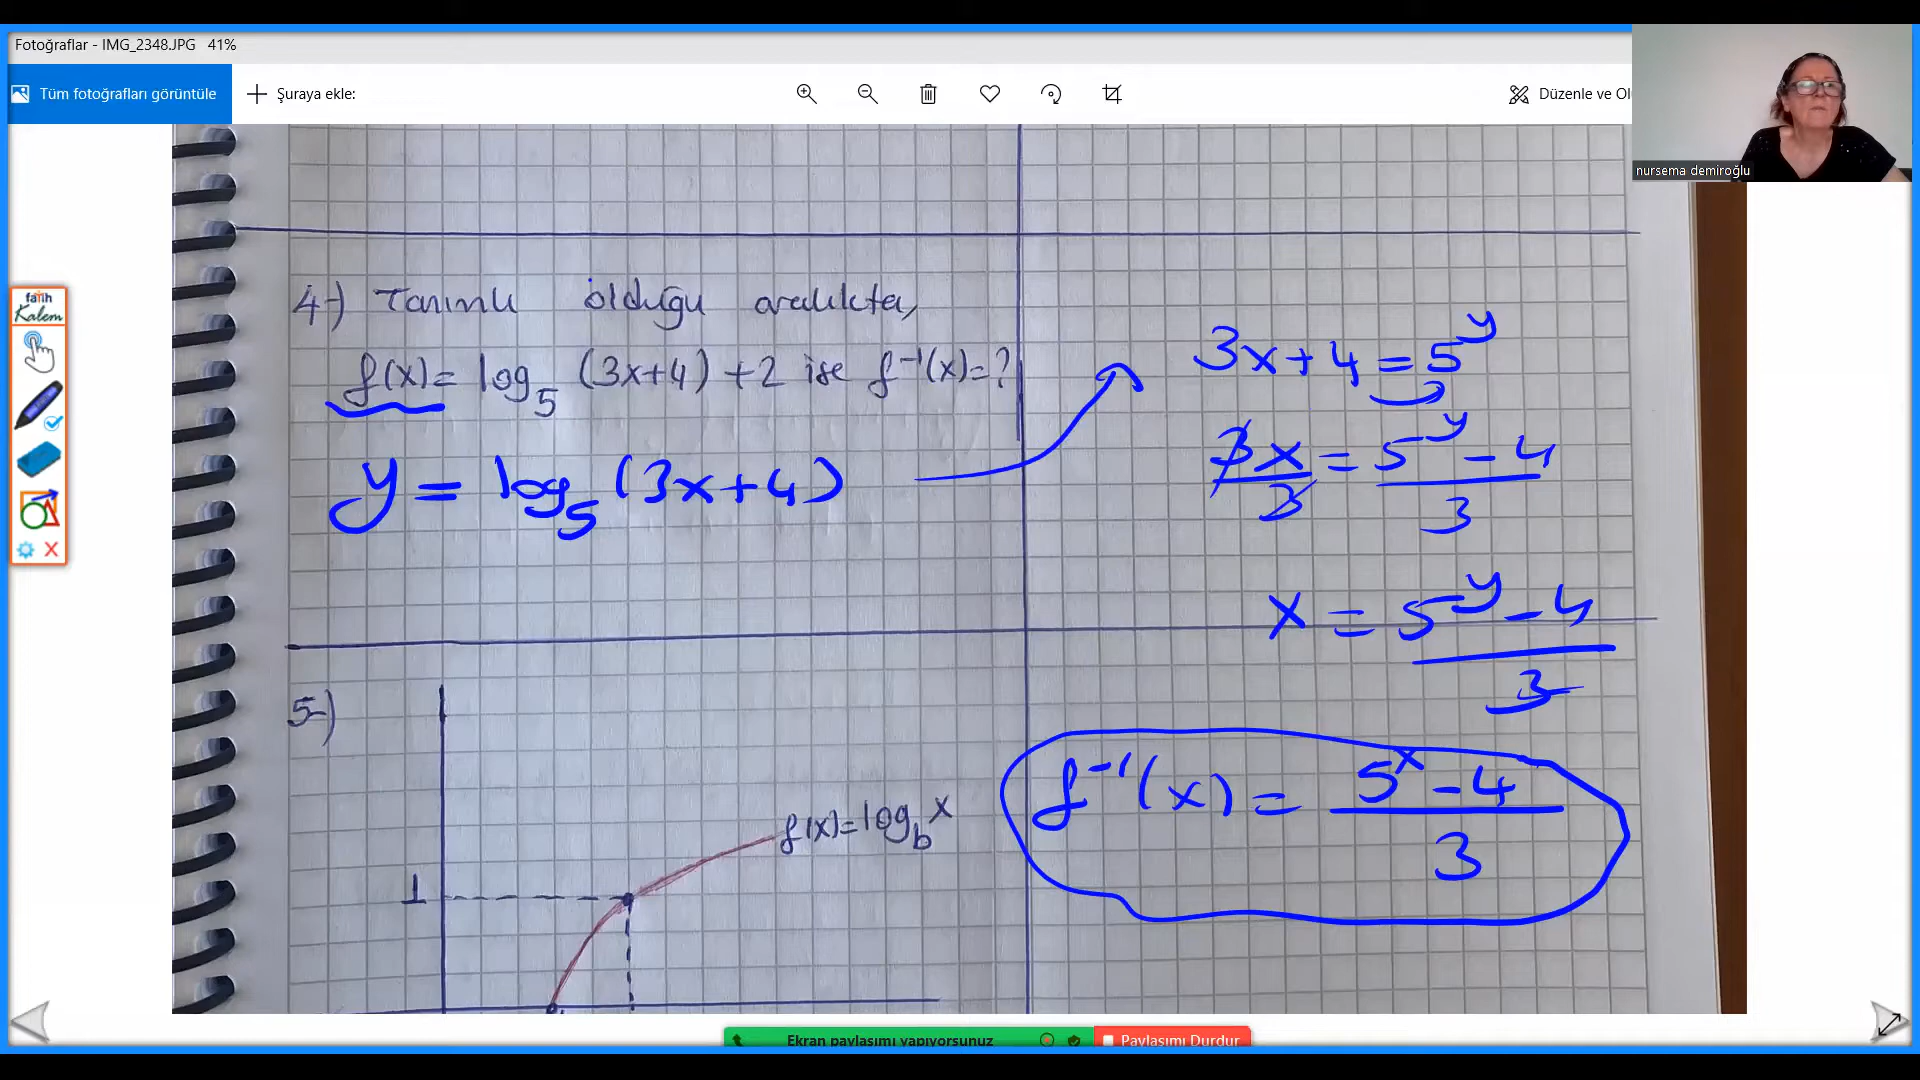 Fotoğraflar - IMG_2348.JPG 41%
Tüm fotoğrafları görüntüle
Şuraya ekle:
Düzenle ve Ol
nursema demiroğlu
fatih
Kalem
4-) Tanımlı olduğu aralıkta,
f(x) = log₅ (3x+4) +2 ise f⁻¹(x)=?
y = log₅ (3x+4)
3x+4 = 5^y
3x/3 = (5^y - 4)/3
x = (5^y - 4)/3
f⁻¹(x) = (5^x - 4)/3
5-)
f(x)=log_b x
1
Ekran paylaşımı yapıyorsunuz
Paylaşımı Durdur